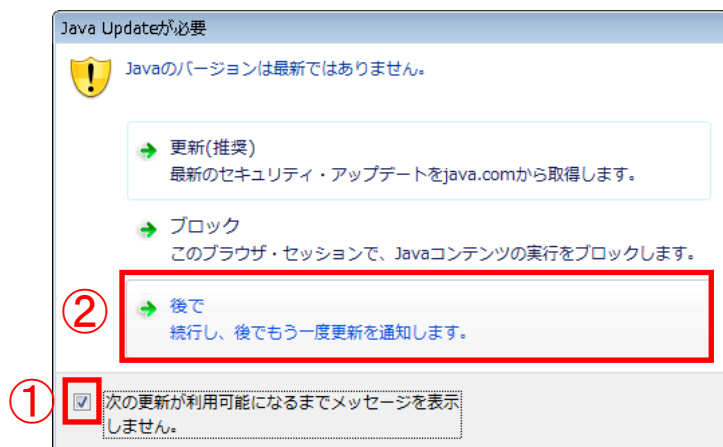 Java Updateが必要
Javaのバージョンは最新ではありません。
更新(推奨)
最新のセキュリティ・アップデートをjava.comから取得します。
ブロック
このブラウザ・セッションで、Javaコンテンツの実行をブロックします。
②
後で
続行し、後でもう一度更新を通知します。
①
次の更新が利用可能になるまでメッセージを表示
しません。